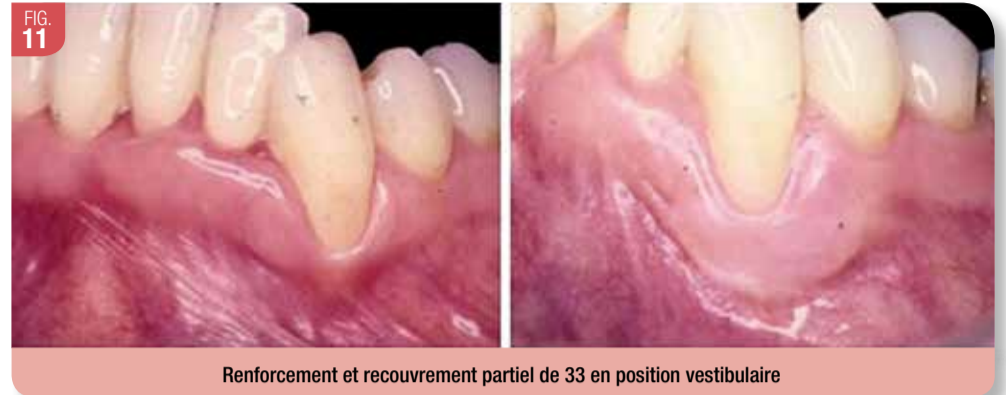 FIG.
11
Renforcement et recouvrement partiel de 33 en position vestibulaire